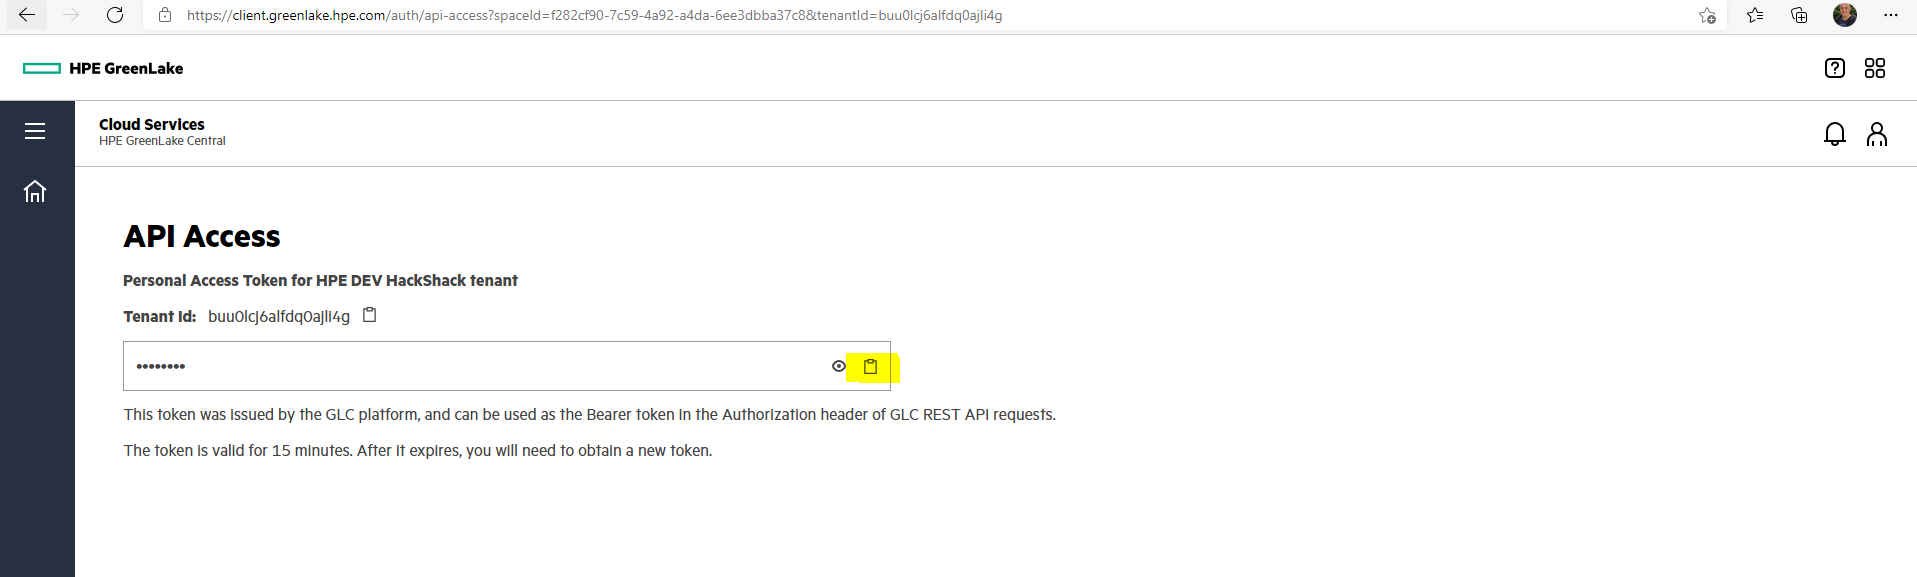 https://client.greenlake.hpe.com/auth/api-access?spaceId=f282cf90-7c59-4a92-a4da-6ee3dbba37c8&tenantId=buu0lcj6alfdq0ajli4g
HPE GreenLake
Cloud Services
HPE GreenLake Central
API Access
Personal Access Token for HPE DEV HackShack tenant
Tenant Id: buu0lcj6alfdq0ajli4g
••••••••
This token was issued by the GLC platform, and can be used as the Bearer token in the Authorization header of GLC REST API requests.
The token is valid for 15 minutes. After it expires, you will need to obtain a new token.